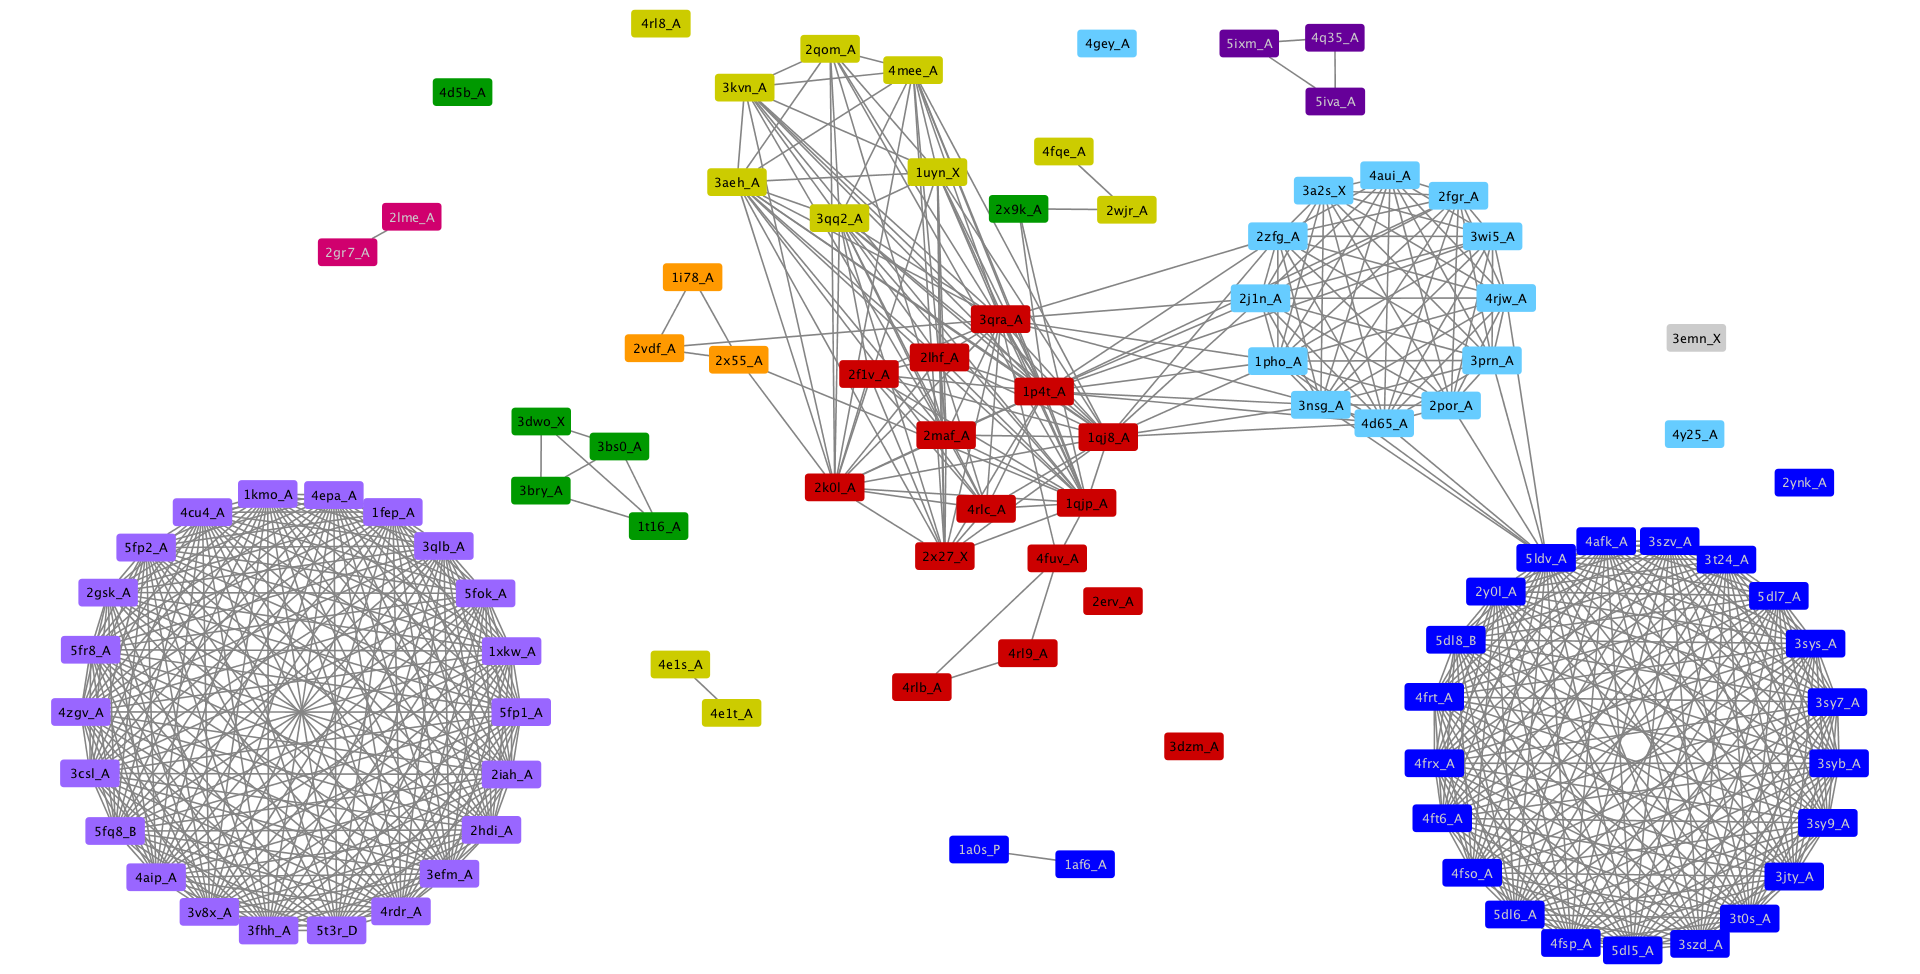 4rl8_A
2qom_A
4gey_A
5ixm_A
4q35_A
4mee_A
3kvn_A
4d5b_A
5iva_A
4fqe_A
1uyn_X
4aui_A
3aeh_A
3a2s_X
2fgr_A
2x9k_A
2wjr_A
2lme_A
3qq2_A
2zfg_A
3wi5_A
2gr7_A
1i78_A
2j1n_A
4rjw_A
3qra_A
3emn_X
2vdf_A
2x55_A
2lhf_A
1pho_A
3prn_A
2f1v_A
1p4t_A
3nsg_A
2por_A
3dwo_X
4d65_A
4y25_A
2maf_A
1qj8_A
3bs0_A
2ynk_A
2k0l_A
3bry_A
1kmo_A
4epa_A
1qjp_A
4cu4_A
1fep_A
4rlc_A
1t16_A
5fp2_A
3qlb_A
4afk_A
3szv_A
2x27_X
4fuv_A
5ldv_A
3t24_A
2gsk_A
5fok_A
2y0l_A
5dl7_A
2erv_A
5fr8_A
1xkw_A
5dl8_B
3sys_A
4rl9_A
4e1s_A
4rlb_A
4frt_A
3sy7_A
4zgv_A
5fp1_A
4e1t_A
3dzm_A
4frx_A
3syb_A
3csl_A
2iah_A
4ft6_A
3sy9_A
5fq8_B
2hdi_A
1a0s_P
1af6_A
4aip_A
3efm_A
4fso_A
3jty_A
3v8x_A
4rdr_A
5dl6_A
3t0s_A
3fhh_A
5t3r_D
4fsp_A
5dl5_A
3szd_A